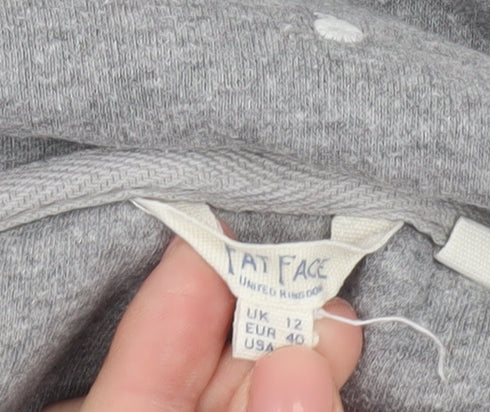 FAT FACE
UNITED KINGDOM
UK 12
EUR 40
USA